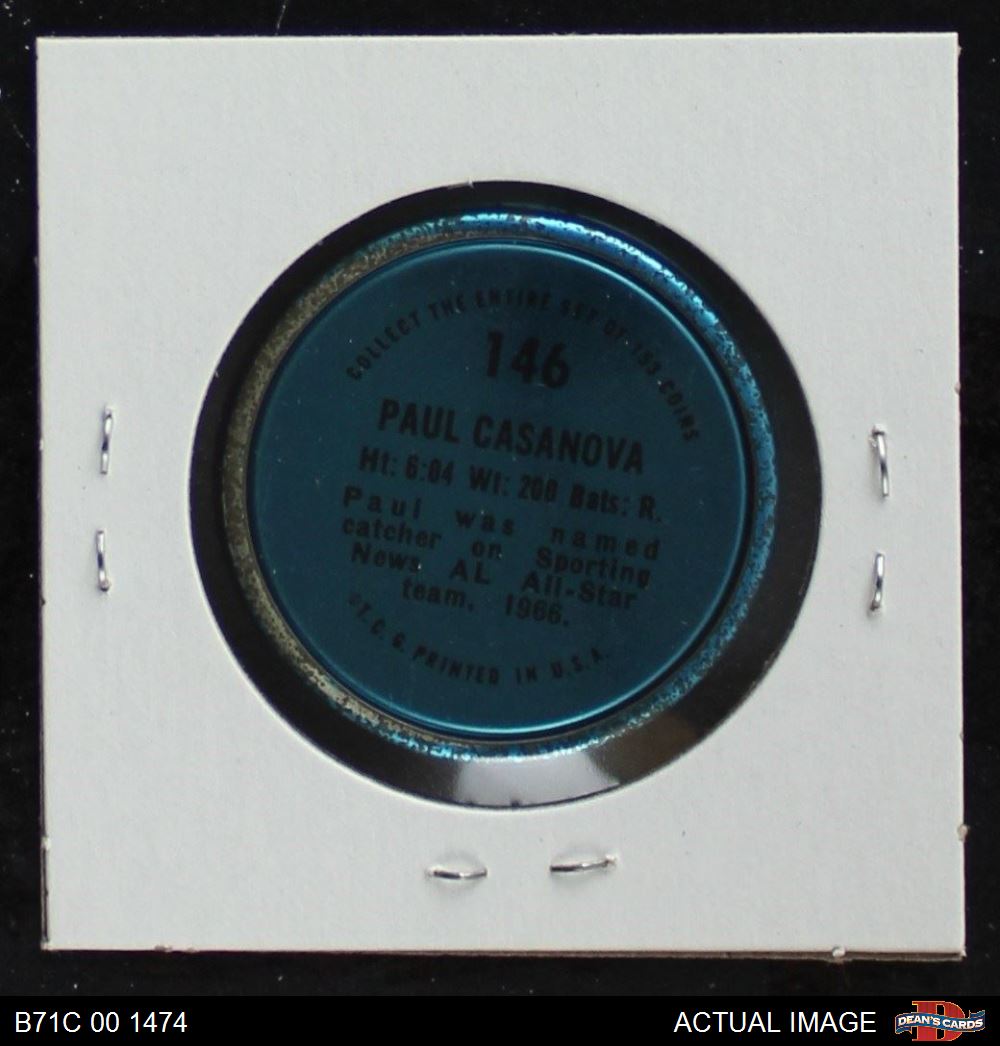 COLLECT THE ENTIRE SET OF 153 COINS
146
PAUL CASANOVA
Ht: 6:04 Wt: 200 Bats: R.
Paul was named
catcher on Sporting
News AL All-Star
team, 1966.
©T.C.G. PRINTED IN U.S.A.
B71C 00 1474
ACTUAL IMAGE
D
DEAN'S CARDS